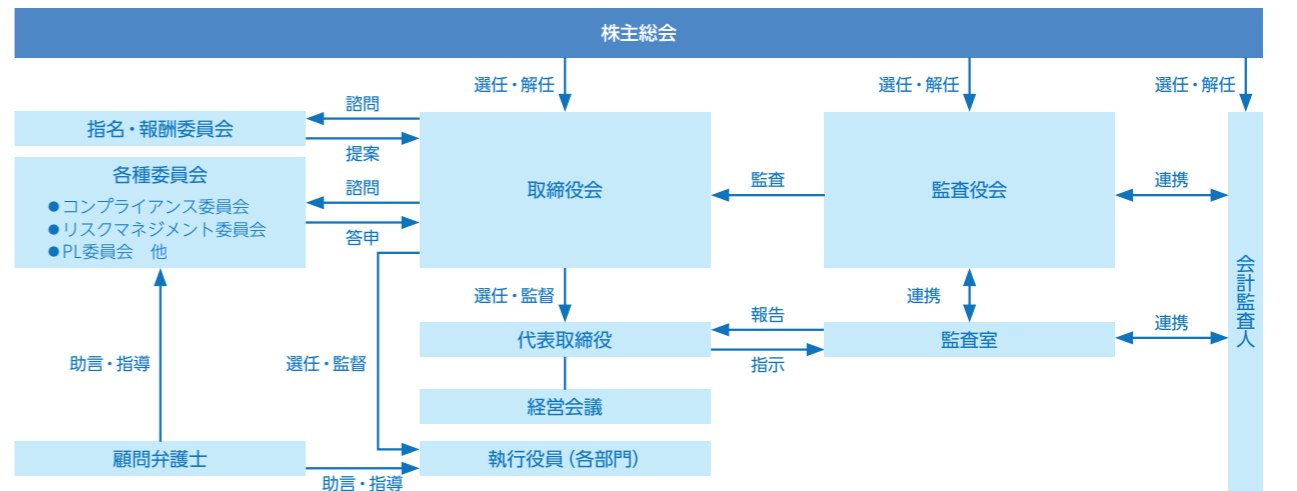 株主総会
選任・解任
選任・解任
選任・解任
諮問
指名・報酬委員会
提案
各種委員会
●コンプライアンス委員会
●リスクマネジメント委員会
●PL委員会　他
諮問
答申
取締役会
監査
監査役会
連携
会計監査人
選任・監督
連携
代表取締役
報告
指示
監査室
連携
助言・指導
選任・監督
経営会議
顧問弁護士
執行役員（各部門）
助言・指導